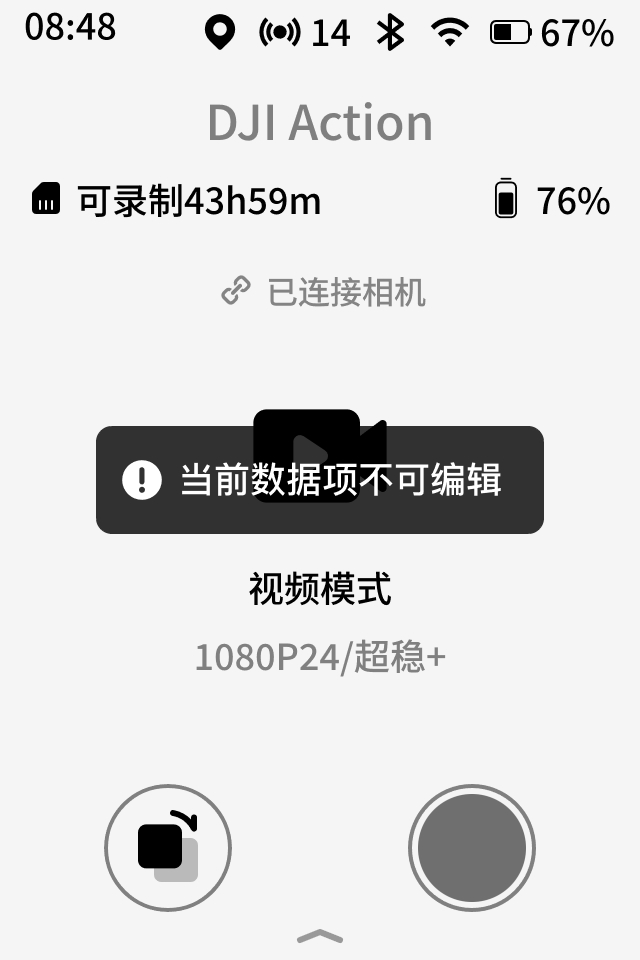 08:48 14 67%
DJI Action
可录制43h59m 76%
已连接相机
当前数据项不可编辑
视频模式
1080P24/超稳+